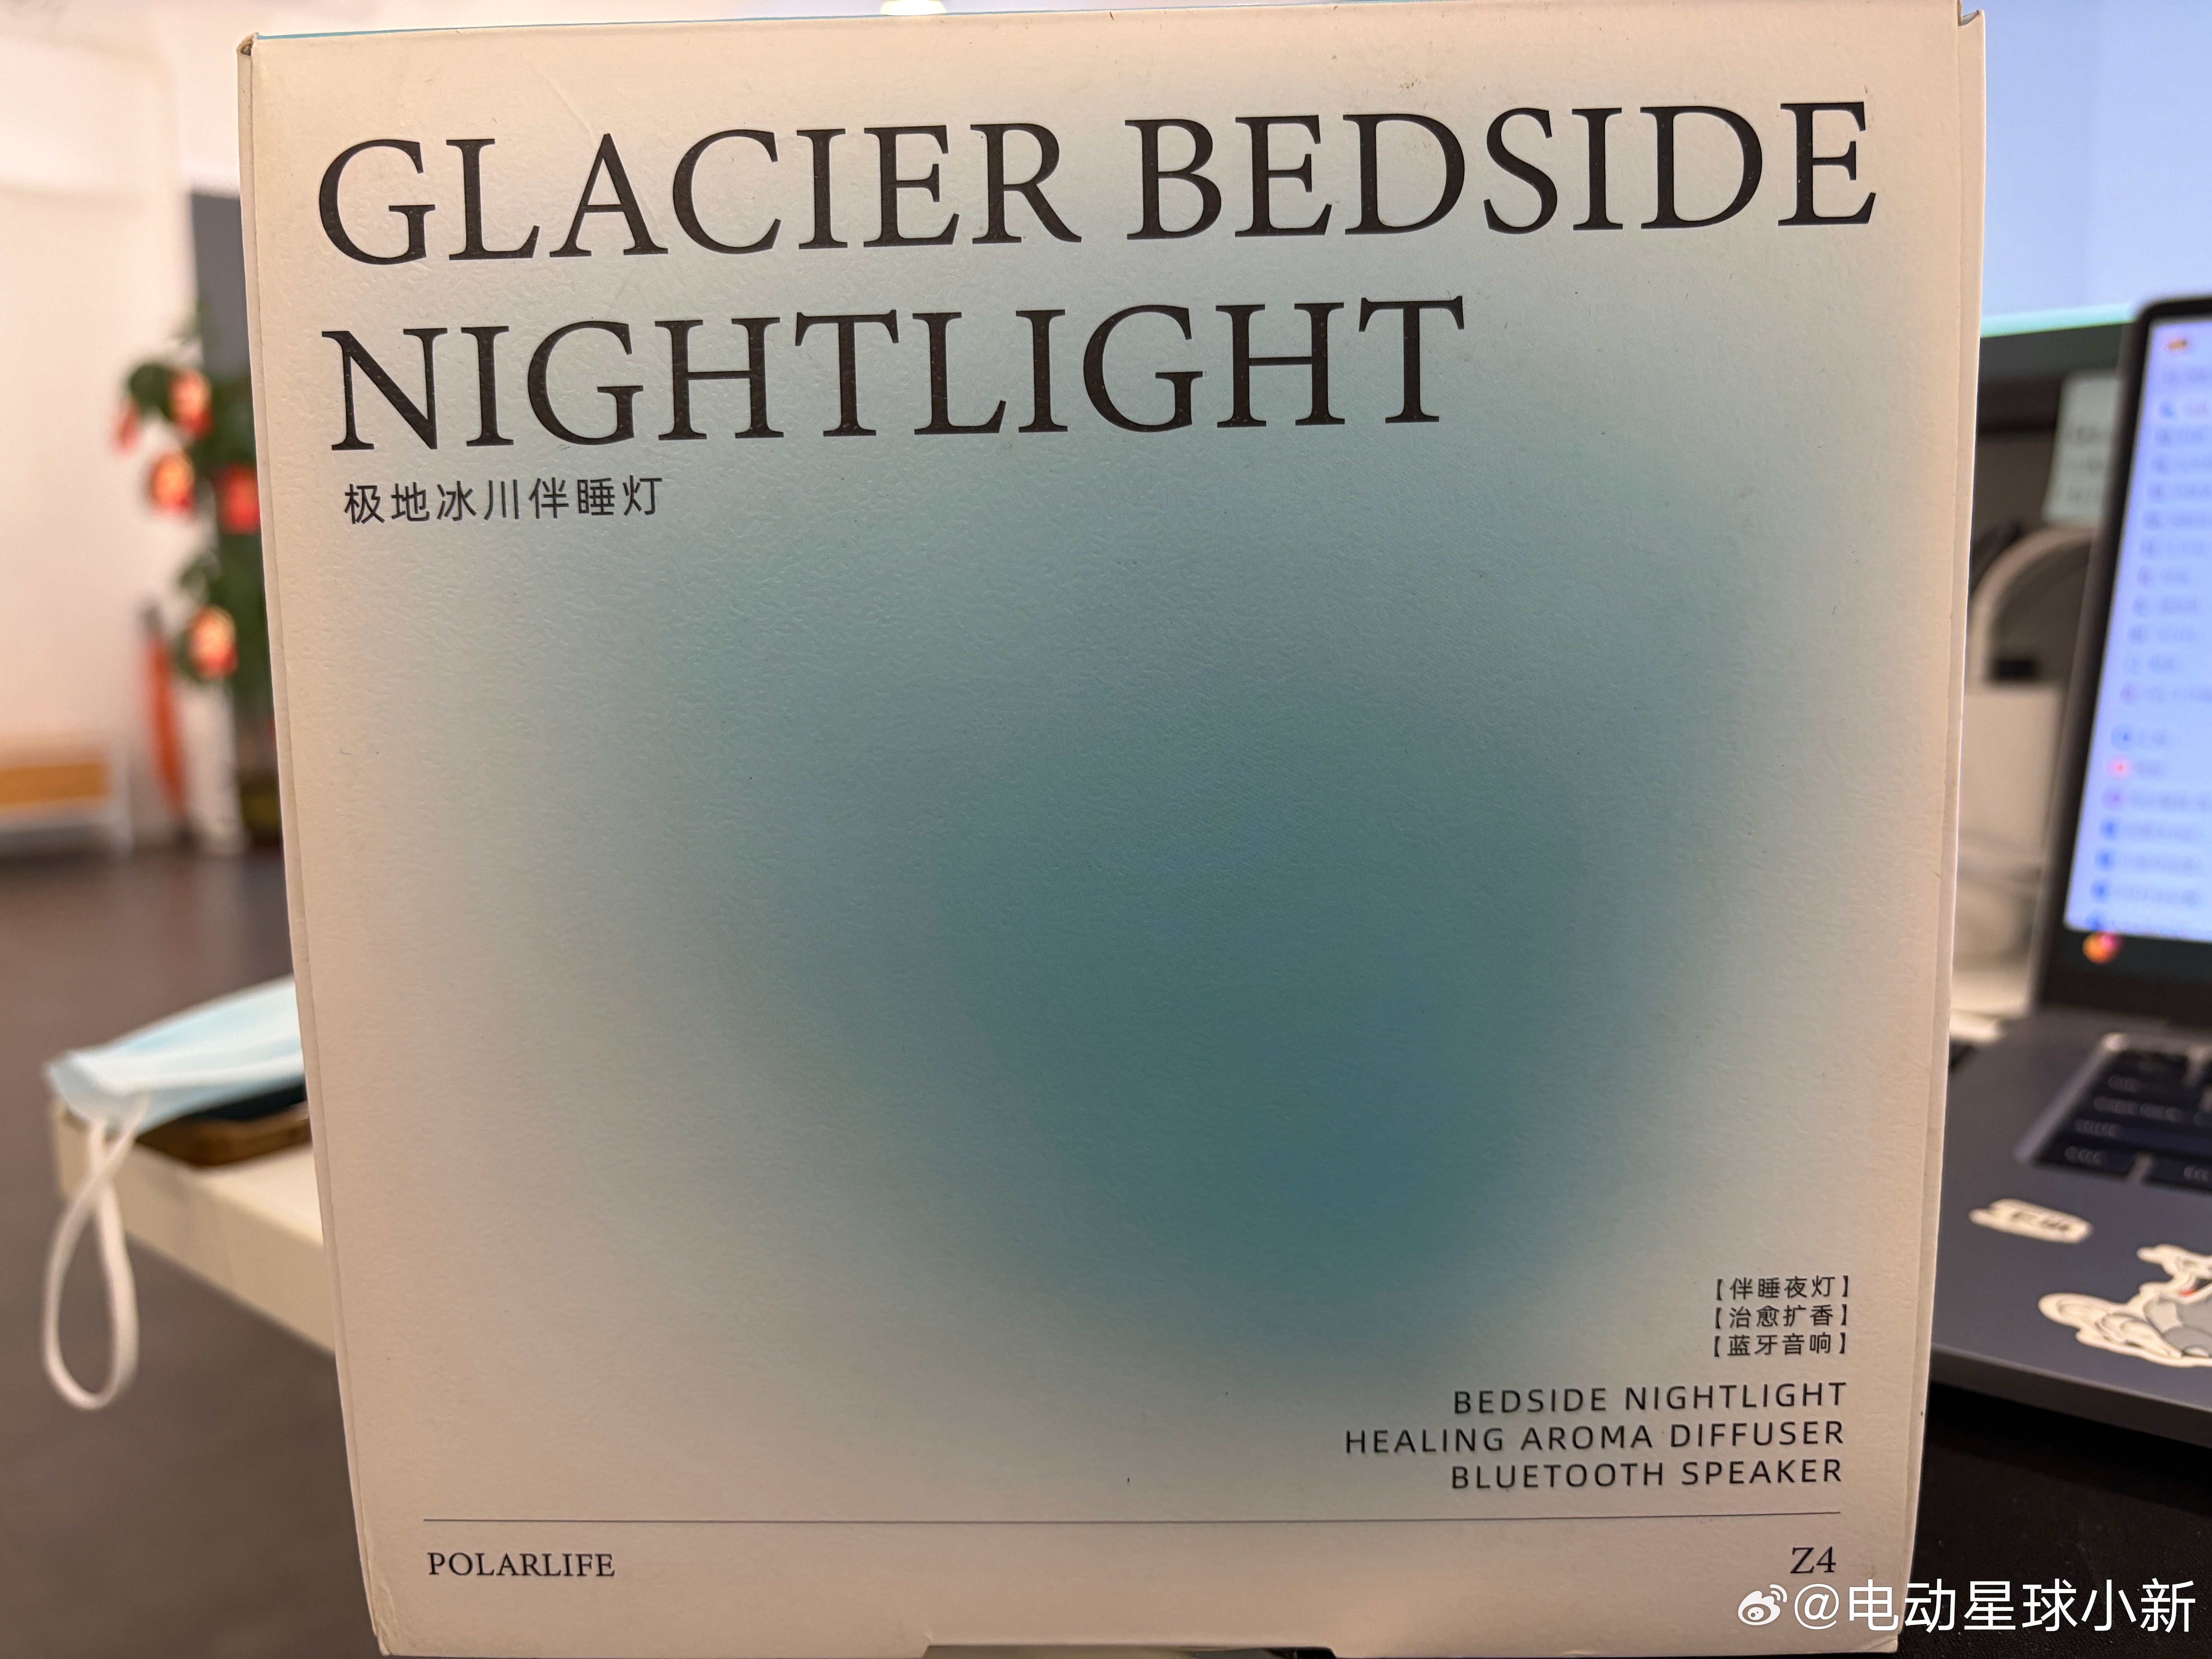 GLACIER BEDSIDE
NIGHTLIGHT
极地冰川伴睡灯
【伴睡夜灯】
【治愈扩香】
【蓝牙音响】
BEDSIDE NIGHTLIGHT
HEALING AROMA DIFFUSER
BLUETOOTH SPEAKER
POLARLIFE
Z4
@电动星球小新